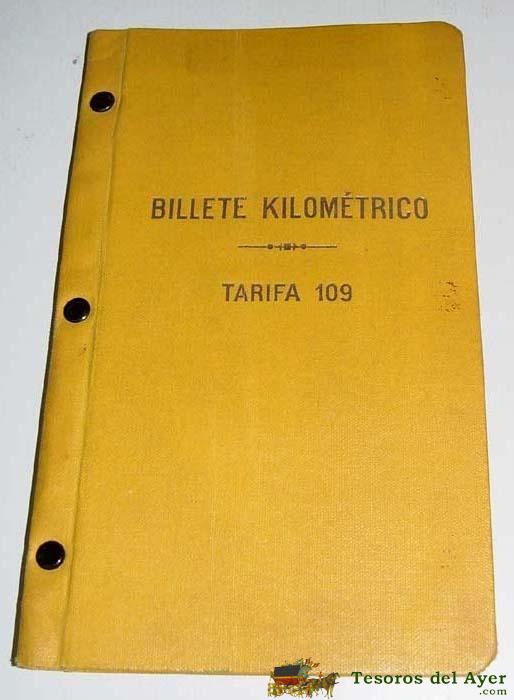 BILLETE KILOMÉTRICO
TARIFA 109
Tesoros del Ayer
.com